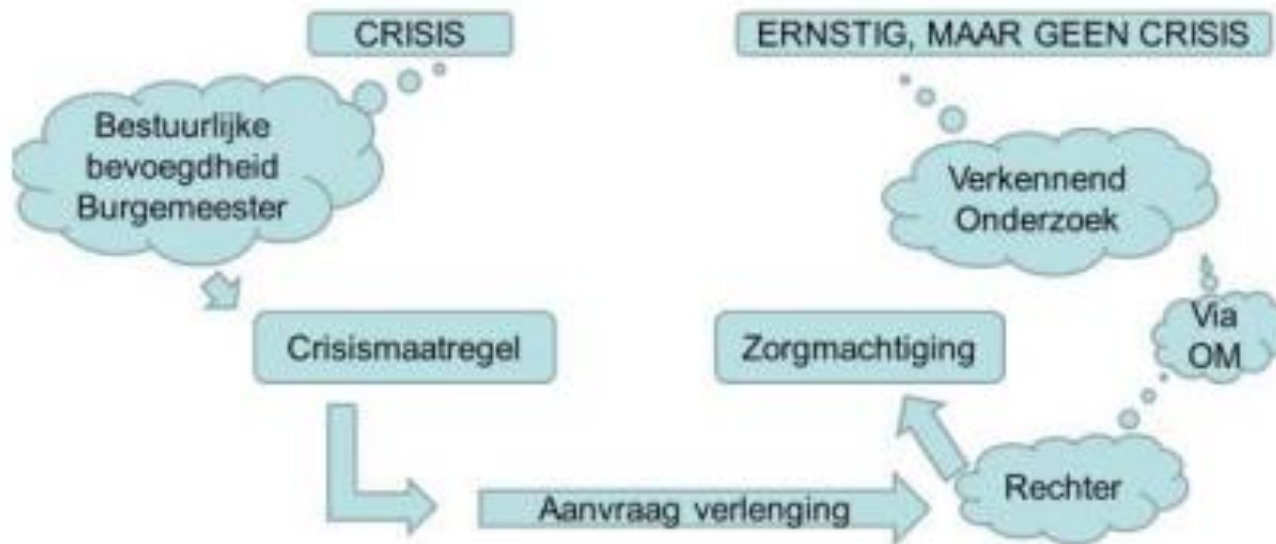 CRISIS
ERNSTIG, MAAR GEEN CRISIS
Bestuurlijke
bevoegdheid
Burgemeester
Verkennend
Onderzoek
Via
OM
Crisismaatregel
Zorgmachtiging
Rechter
Aanvraag verlenging